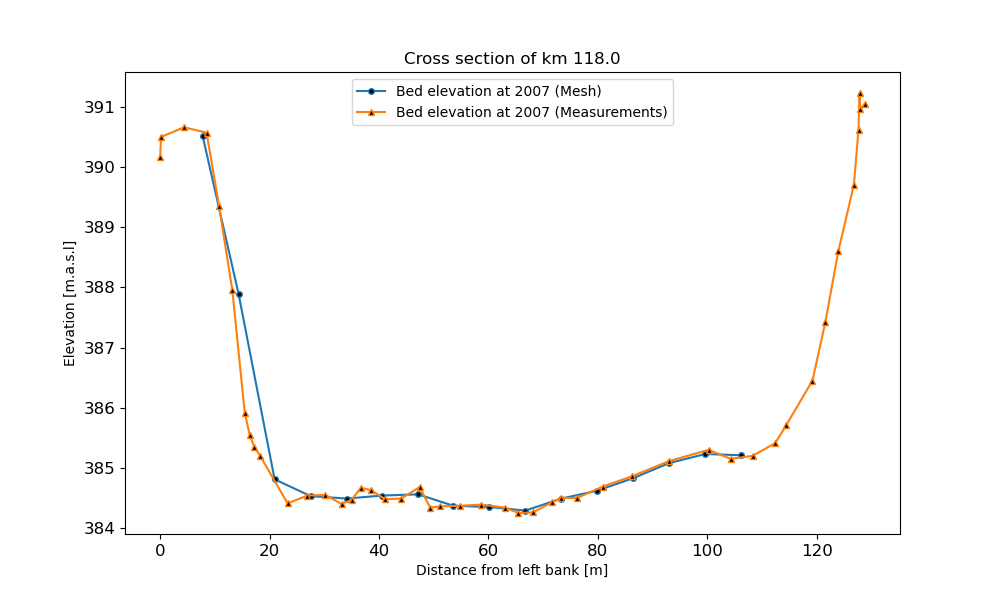 Cross section of km 118.0
Bed elevation at 2007 (Mesh)
Bed elevation at 2007 (Measurements)
391
390
389
388
387
386
385
384
Elevation [m.a.s.l]
0 20 40 60 80 100 120
Distance from left bank [m]